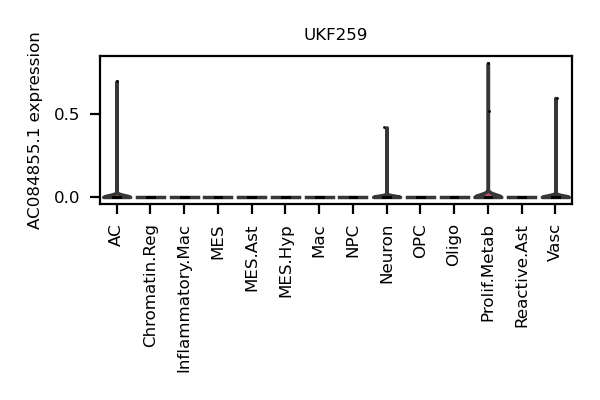 UKF259
AC084855.1 expression
0.5
0.0
AC
Chromatin.Reg
Inflammatory.Mac
MES
MES.Ast
MES.Hyp
Mac
NPC
Neuron
OPC
Oligo
Prolif.Metab
Reactive.Ast
Vasc